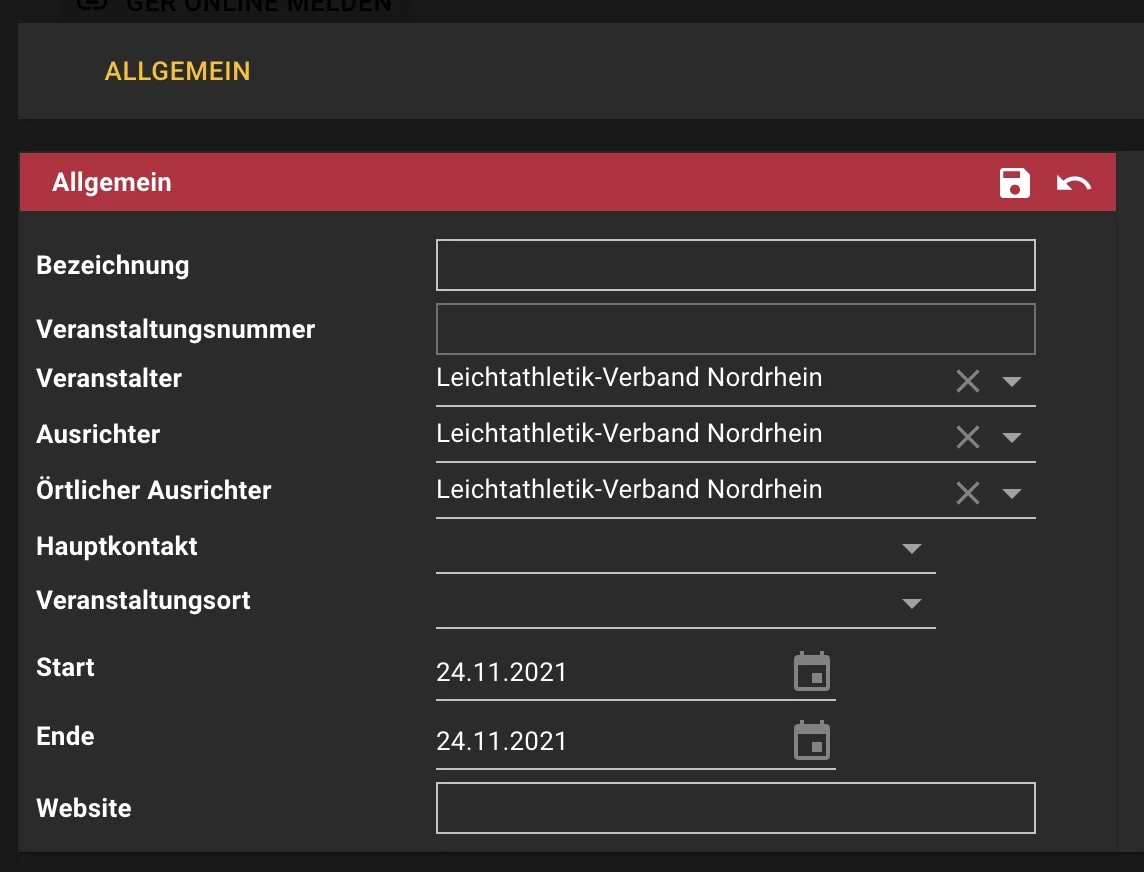 GER ONLINE MELDEN
ALLGEMEIN
Allgemein
Bezeichnung
Veranstaltungsnummer
Veranstalter Leichtathletik-Verband Nordrhein
Ausrichter Leichtathletik-Verband Nordrhein
Örtlicher Ausrichter Leichtathletik-Verband Nordrhein
Hauptkontakt
Veranstaltungsort
Start 24.11.2021
Ende 24.11.2021
Website